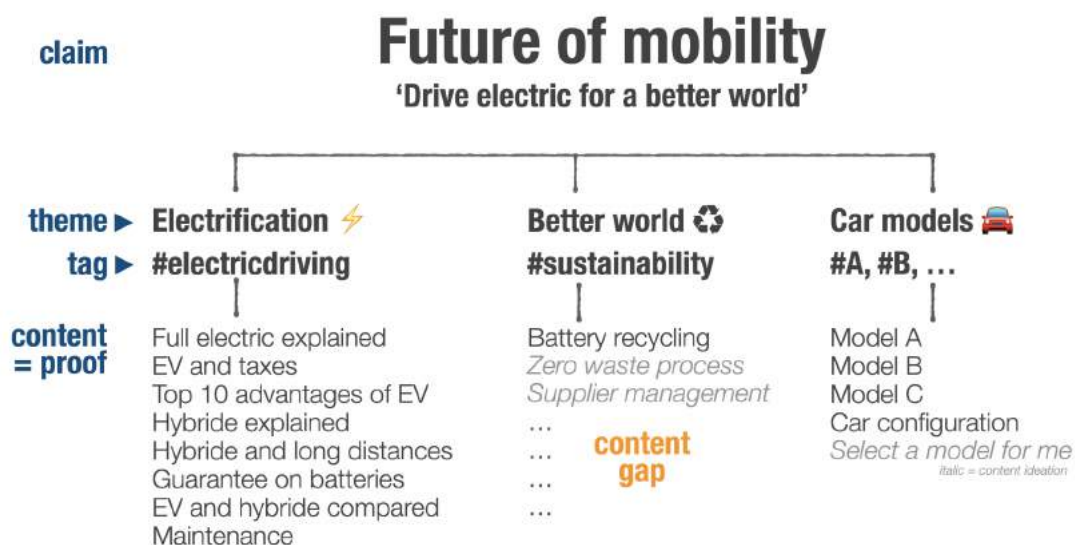 claim
Future of mobility
‘Drive electric for a better world’
theme ▸ Electrification ⚡ Better world ♻ Car models 🚘
tag ▸ #electricdriving #sustainability #A, #B, …
content
= proof
Full electric explained
EV and taxes
Top 10 advantages of EV
Hybride explained
Hybride and long distances
Guarantee on batteries
EV and hybride compared
Maintenance
Battery recycling
Zero waste process
Supplier management
…
…
…
…
content
gap
Model A
Model B
Model C
Car configuration
Select a model for me
italic = content ideation